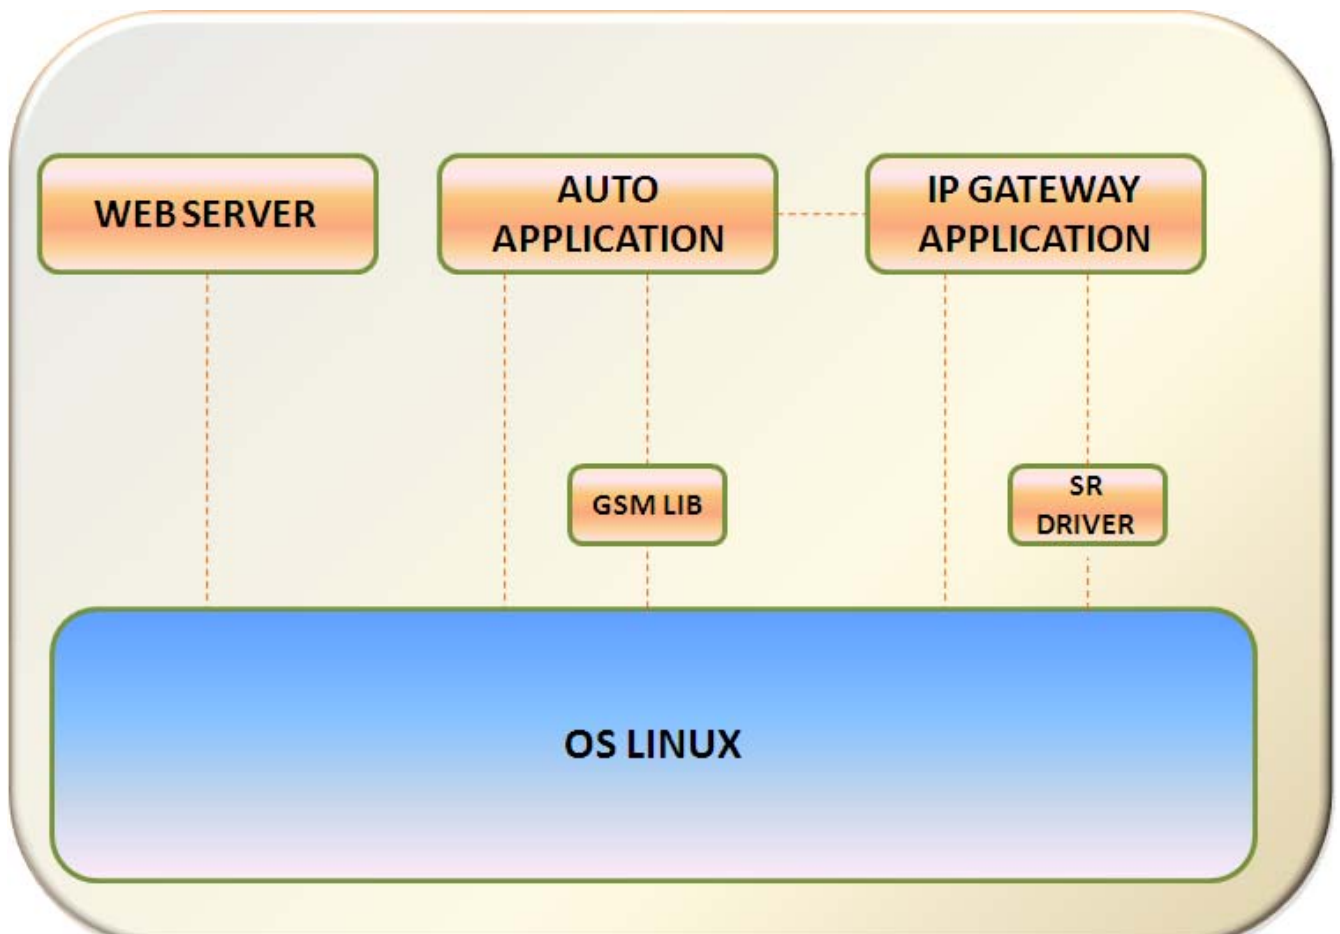 WEB SERVER
AUTO
APPLICATION
IP GATEWAY
APPLICATION
GSM LIB
SR
DRIVER
OS LINUX